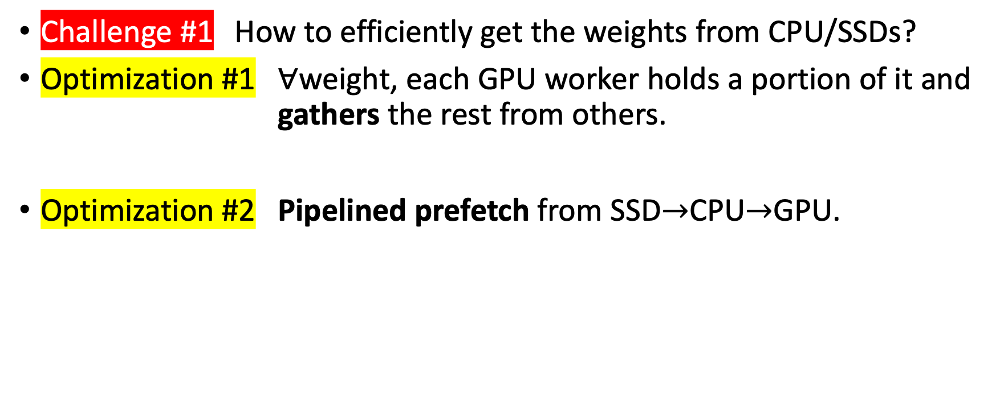 • Challenge #1 How to efficiently get the weights from CPU/SSDs?
• Optimization #1 ∀weight, each GPU worker holds a portion of it and
gathers the rest from others.
• Optimization #2 Pipelined prefetch from SSD→CPU→GPU.